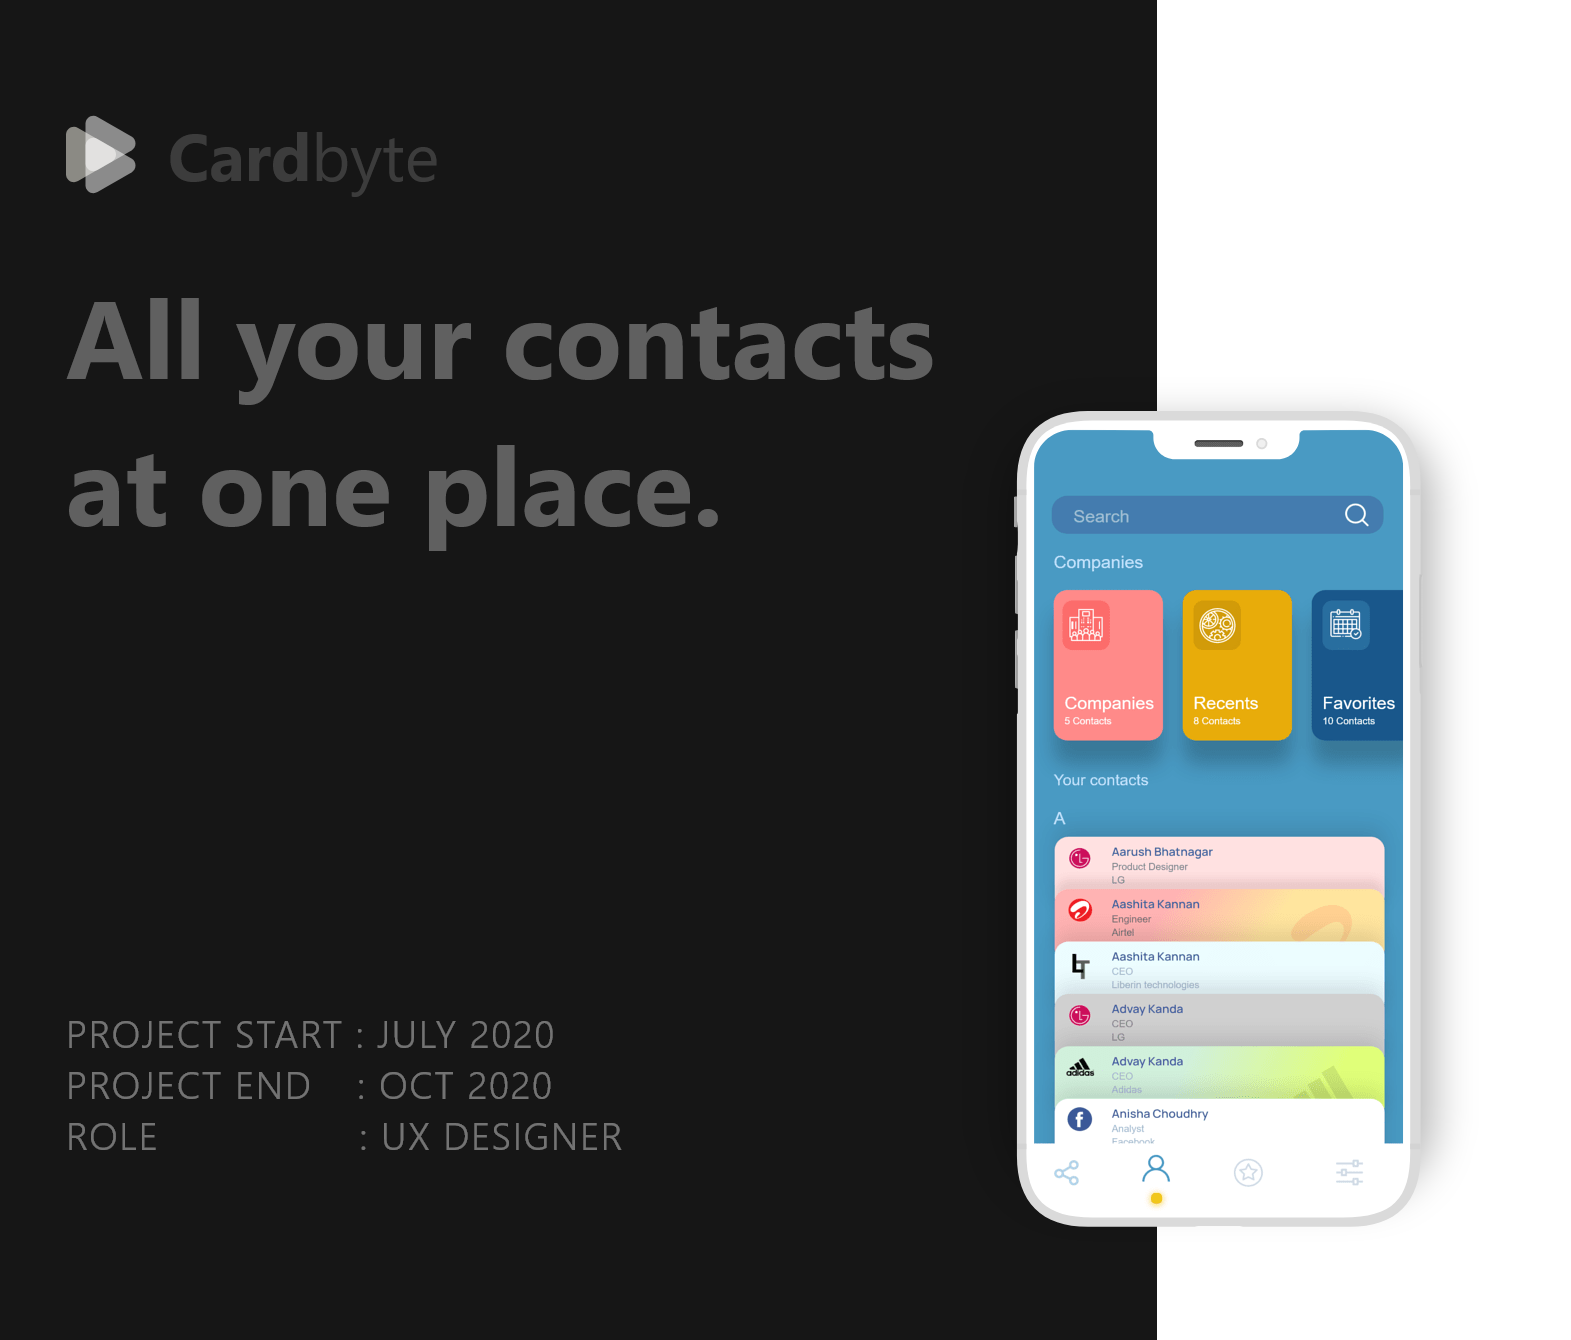 Cardbyte
All your contacts
at one place.
PROJECT START : JULY 2020
PROJECT END : OCT 2020
ROLE : UX DESIGNER
Search
Companies
Companies
5 Contacts
Recents
8 Contacts
Favorites
10 Contacts
Your contacts
A
Aarush Bhatnagar
Product Designer
LG
Aashita Kannan
Engineer
Airtel
Aashita Kannan
CEO
Liberin technologies
Advay Kanda
CEO
LG
adidas
Advay Kanda
CEO
Adidas
Anisha Choudhry
Analyst
Facebook